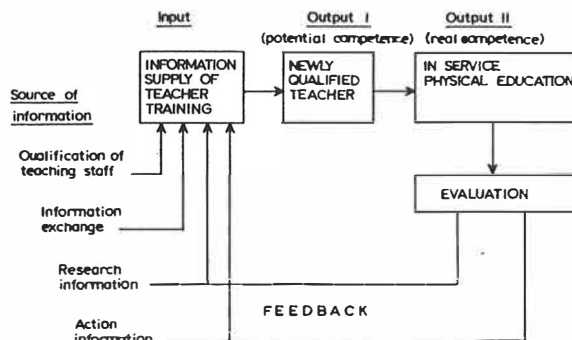 Input
Output I
Output II
(potential competence)
(real competence)
INFORMATION
SUPPLY OF
TEACHER
TRAINING
NEWLY
QUALIFIED
TEACHER
IN SERVICE
PHYSICAL EDUCATION
Source of
information
Qualification of
teaching staff
EVALUATION
Information
exchange
Research
information
FEEDBACK
Action
information